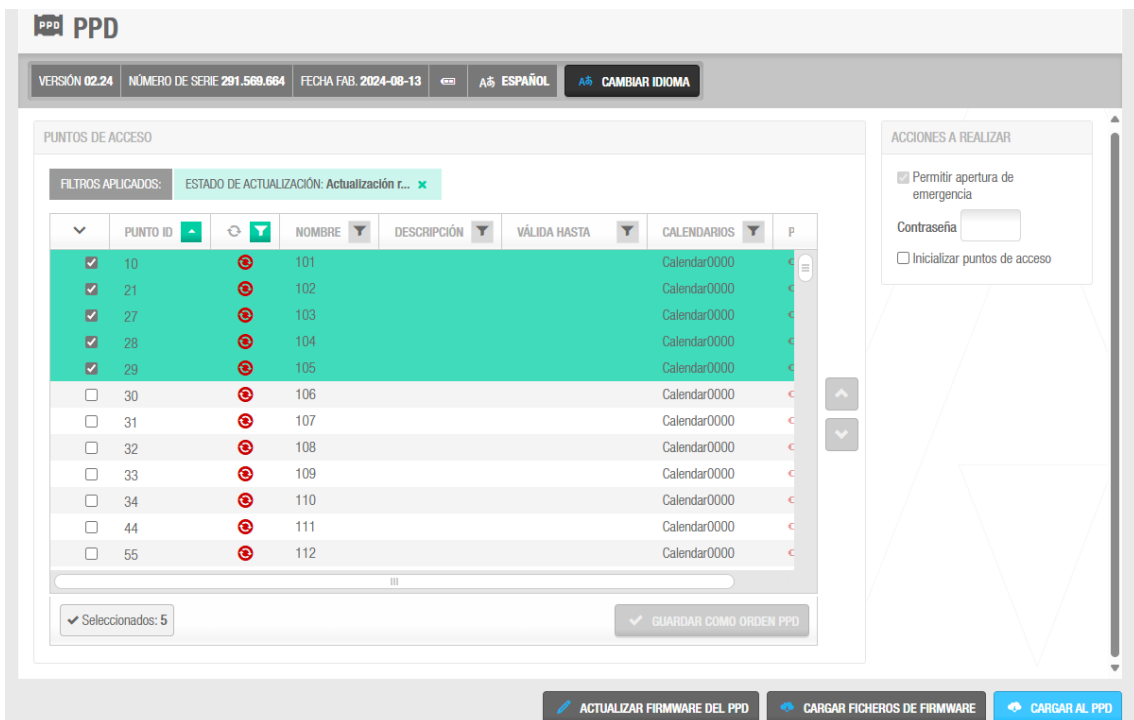 PPD PPD
VERSIÓN 02.24 NÚMERO DE SERIE 291.569.664 FECHA FAB. 2024-08-13 Aあ ESPAÑOL Aあ CAMBIAR IDIOMA
PUNTOS DE ACCESO
FILTROS APLICADOS: ESTADO DE ACTUALIZACIÓN: Actualización r... ×
PUNTO ID NOMBRE DESCRIPCIÓN VÁLIDA HASTA CALENDARIOS P
10 101 Calendar0000
21 102 Calendar0000
27 103 Calendar0000
28 104 Calendar0000
29 105 Calendar0000
30 106 Calendar0000
31 107 Calendar0000
32 108 Calendar0000
33 109 Calendar0000
34 110 Calendar0000
44 111 Calendar0000
55 112 Calendar0000
Seleccionados: 5
GUARDAR COMO ORDEN PPD
ACCIONES A REALIZAR
Permitir apertura de
emergencia
Contraseña
Inicializar puntos de acceso
ACTUALIZAR FIRMWARE DEL PPD CARGAR FICHEROS DE FIRMWARE CARGAR AL PPD